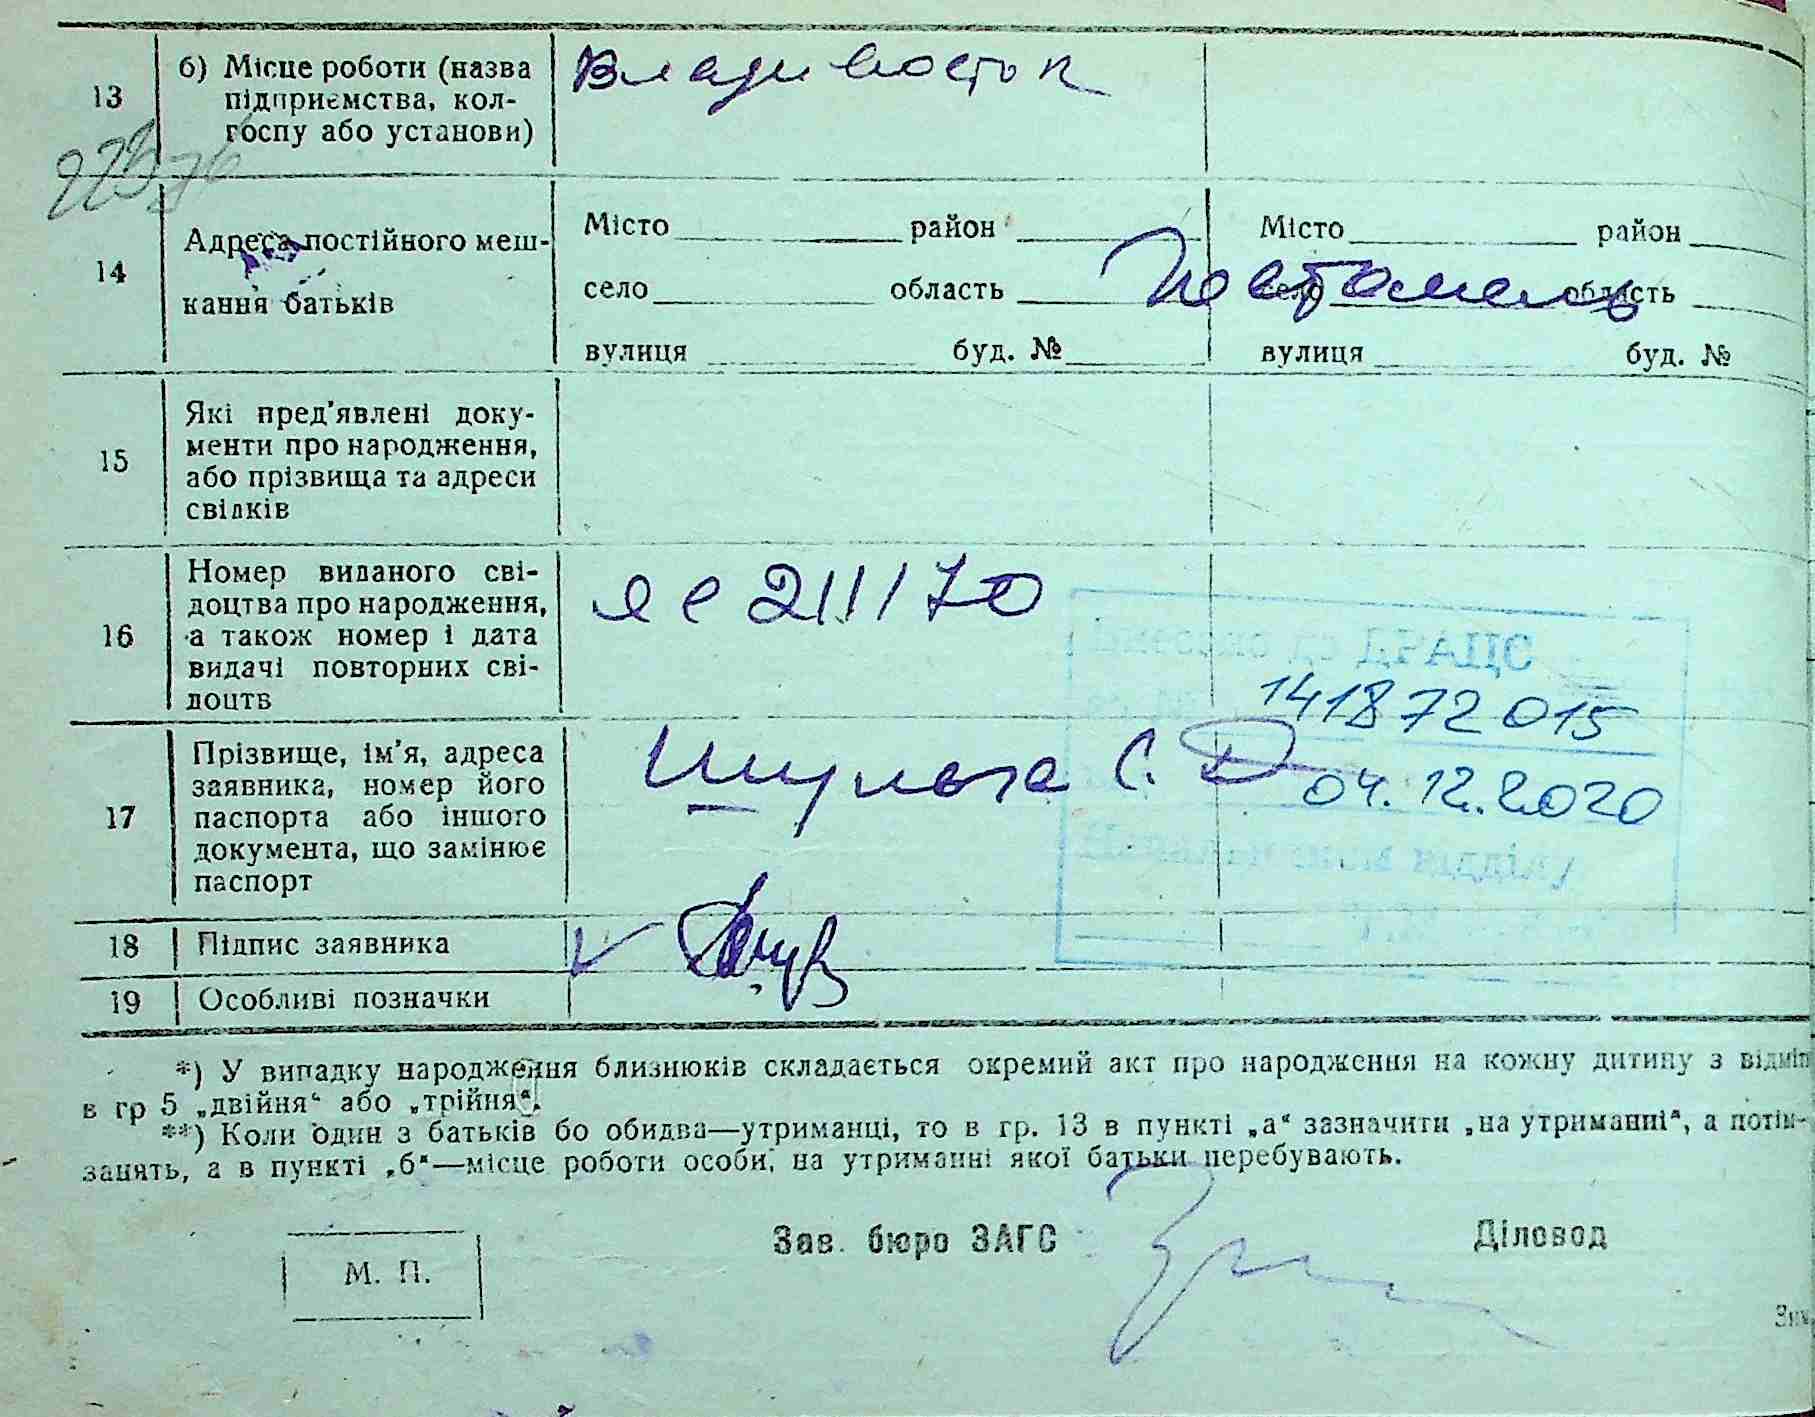 13
б) Місце роботи (назва
підприємства, кол-
госпу або установи)
Владивосток
14
Адреса постійного меш-
кання батьків
Місто район
село область
вулиця буд. №
Місто район
село область
вулиця буд. №
15
Які пред'явлені доку-
менти про народження,
або прізвища та адреси
свідків
16
Номер виданого сві-
доцтва про народження,
а також номер і дата
видачі повторних сві-
доцтв
яе 211170
141872015
17
Прізвище, ім'я, адреса
заявника, номер його
паспорта або іншого
документа, що замінює
паспорт
Шульга С. Д
04.12.2020
18
Підпис заявника
19
Особливі позначки
*) У випадку народження близнюків складається окремий акт про народження на кожну дитину з відміт
в гр 5 „двійня“ або „трійня“.
**) Коли один з батьків бо обидва—утриманці, то в гр. 13 в пункті „а“ зазначити „на утриманні“, а потім-
занять, а в пункті „б“—місце роботи особи, на утриманні якої батьки перебувають.
Зав. бюро ЗАГС
Діловод
М. П.